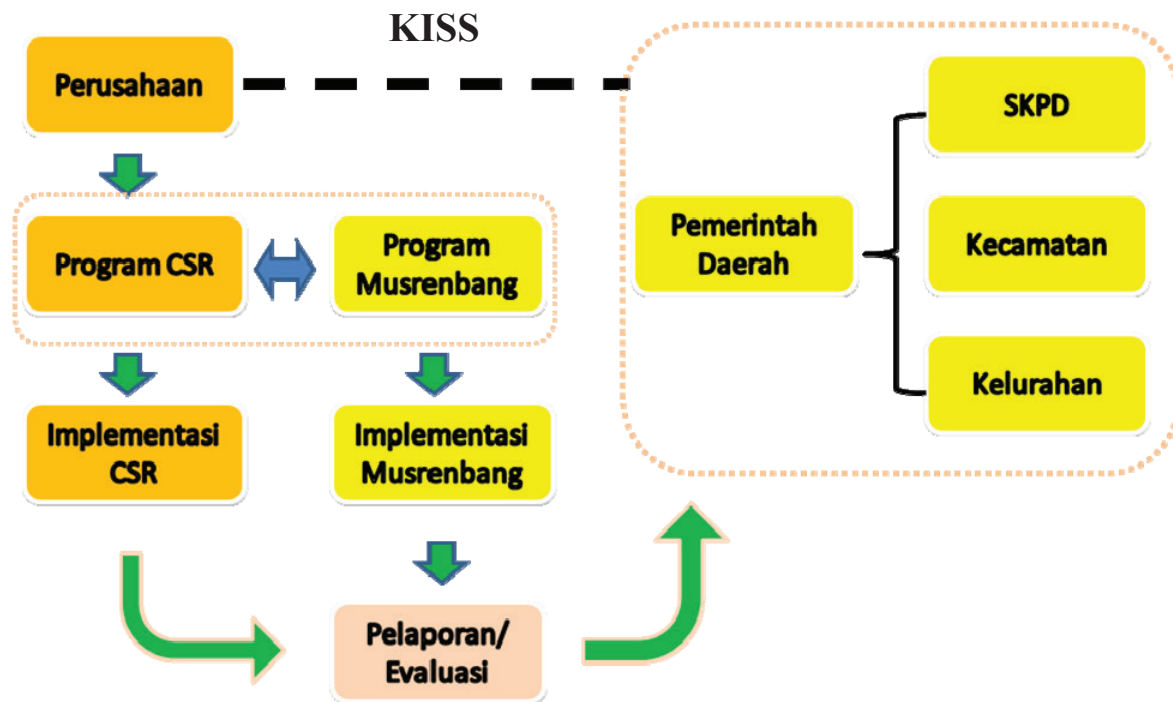 KISS
Perusahaan
SKPD
Pemerintah
Daerah
Kecamatan
Kelurahan
Program CSR
Program
Musrenbang
Implementasi
CSR
Implementasi
Musrenbang
Pelaporan/
Evaluasi